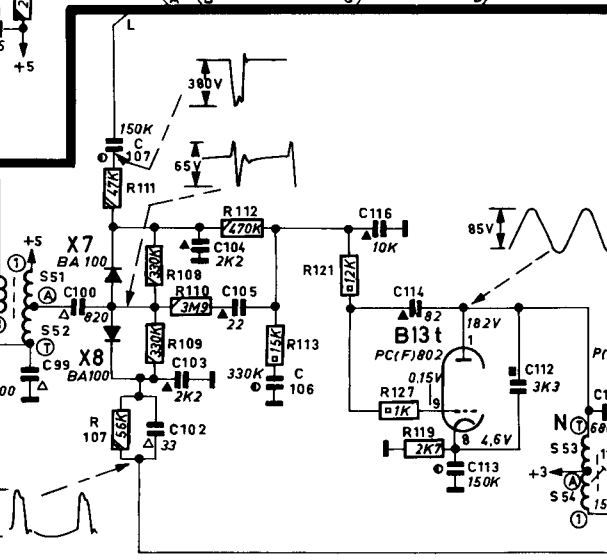 L
+5
380V
150K
C
107
65V
47K
R111
R112
470K
C116
10K
85V
+5
X7
BA 100
1
S51
A
C100
820
330K
R108
C104
2K2
R121
12K
R110
3M9
C105
22
C114
82
182V
1
B13t
PC(F)802
S52
T
X8
BA100
330K
R109
15K
R113
C99
C103
2K2
330K
C
106
0.15V
C112
3K3
R127
1K
9
R
107
56K
C102
33
R119
2K7
8
4,6V
N
T
S53
C113
150K
+3
A
S54
1